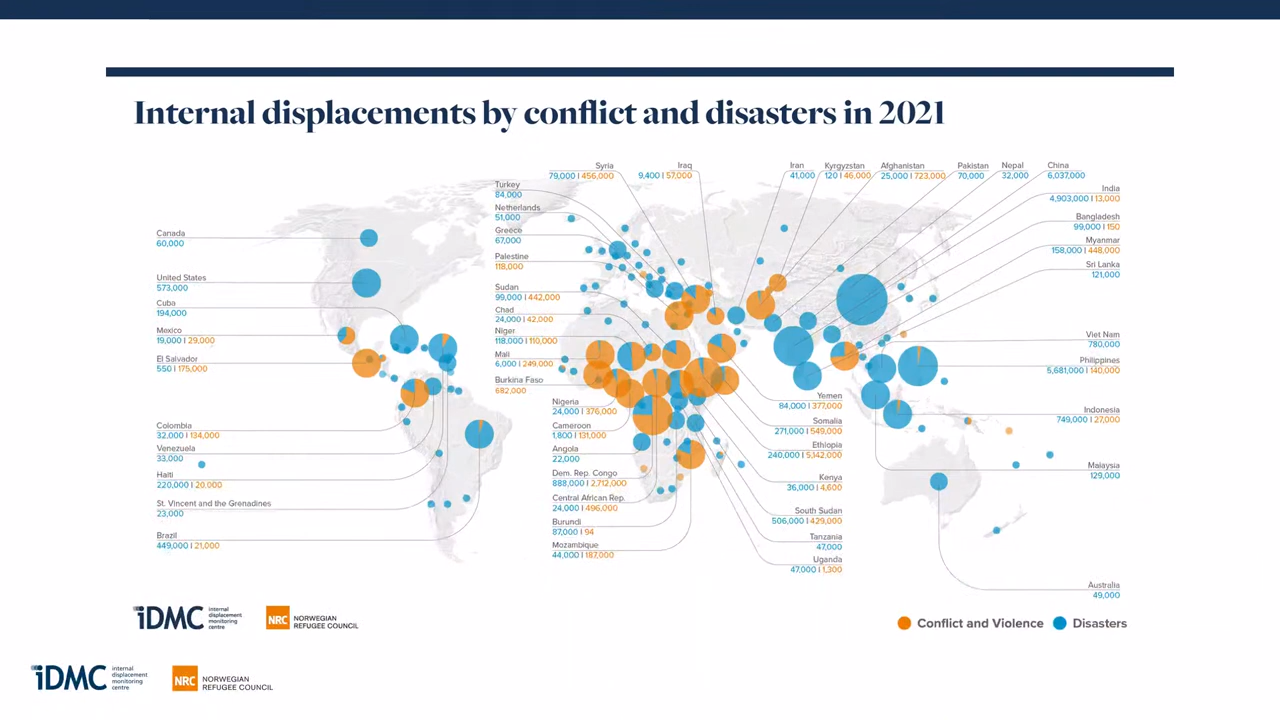 Internal displacements by conflict and disasters in 2021
Syria
79,000 | 456,000
Iraq
9,400 | 57,000
Iran
41,000
Kyrgyzstan
120 | 46,000
Afghanistan
25,000 | 723,000
Pakistan
70,000
Nepal
32,000
China
6,037,000
India
4,903,000 | 13,000
Bangladesh
99,000 | 150
Myanmar
158,000 | 448,000
Sri Lanka
121,000
Turkey
84,000
Netherlands
51,000
Greece
67,000
Palestine
118,000
Sudan
99,000 | 442,000
Chad
24,000 | 42,000
Niger
118,000 | 110,000
Mali
6,000 | 249,000
Burkina Faso
682,000
Canada
60,000
United States
573,000
Cuba
194,000
Mexico
19,000 | 29,000
El Salvador
550 | 175,000
Colombia
32,000 | 134,000
Venezuela
33,000
Haiti
220,000 | 20,000
St. Vincent and the Grenadines
23,000
Brazil
449,000 | 21,000
Nigeria
24,000 | 376,000
Cameroon
1,800 | 131,000
Angola
22,000
Dem. Rep. Congo
888,000 | 2,712,000
Central African Rep.
24,000 | 496,000
Burundi
87,000 | 94
Mozambique
44,000 | 187,000
Yemen
84,000 | 377,000
Somalia
271,000 | 549,000
Ethiopia
240,000 | 5,142,000
Kenya
36,000 | 4,600
South Sudan
506,000 | 429,000
Tanzania
47,000
Uganda
47,000 | 1,300
Viet Nam
780,000
Philippines
5,681,000 | 140,000
Indonesia
749,000 | 27,000
Malaysia
129,000
Australia
49,000
Conflict and Violence
Disasters
iDMC
internal
displacement
monitoring
centre
NRC
NORWEGIAN
REFUGEE COUNCIL
iDMC
internal
displacement
monitoring
centre
NRC
NORWEGIAN
REFUGEE COUNCIL